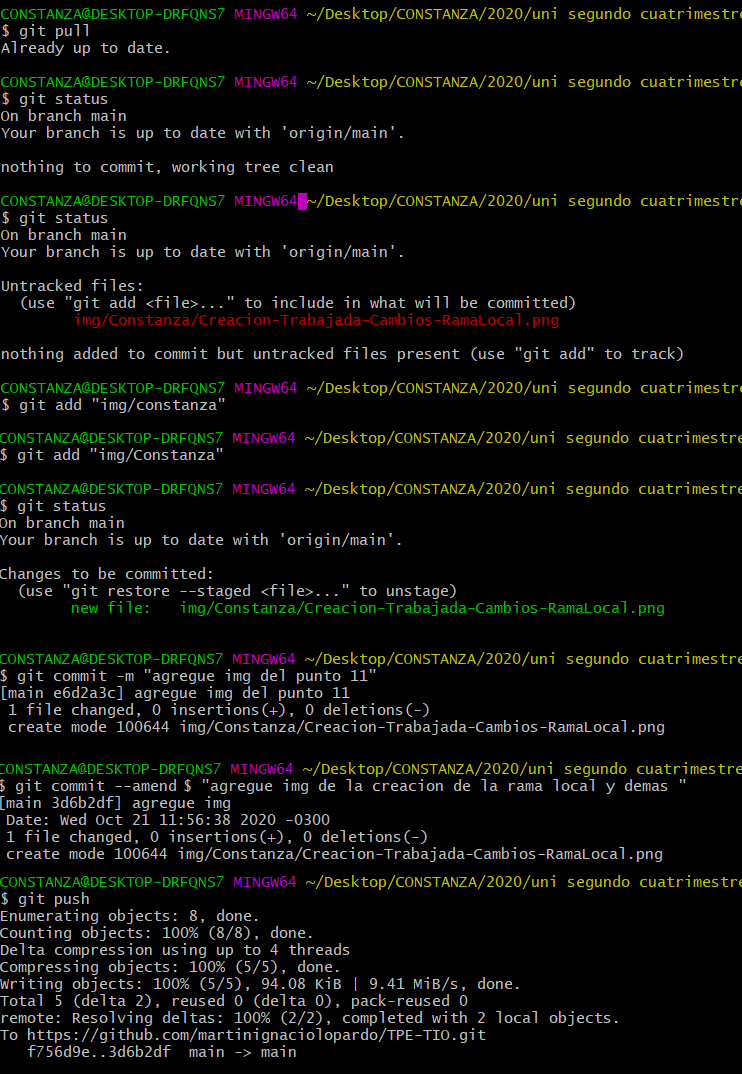 CONSTANZA@DESKTOP-DRFQNS7 MINGW64 ~/Desktop/CONSTANZA/2020/uni segundo cuatrimestre
$ git pull
Already up to date.
CONSTANZA@DESKTOP-DRFQNS7 MINGW64 ~/Desktop/CONSTANZA/2020/uni segundo cuatrimestre
$ git status
On branch main
Your branch is up to date with 'origin/main'.
nothing to commit, working tree clean
CONSTANZA@DESKTOP-DRFQNS7 MINGW64 ~/Desktop/CONSTANZA/2020/uni segundo cuatrimestre
$ git status
On branch main
Your branch is up to date with 'origin/main'.
Untracked files:
  (use "git add <file>..." to include in what will be committed)
        img/Constanza/Creacion-Trabajada-Cambios-RamaLocal.png
nothing added to commit but untracked files present (use "git add" to track)
CONSTANZA@DESKTOP-DRFQNS7 MINGW64 ~/Desktop/CONSTANZA/2020/uni segundo cuatrimestre
$ git add "img/constanza"
CONSTANZA@DESKTOP-DRFQNS7 MINGW64 ~/Desktop/CONSTANZA/2020/uni segundo cuatrimestre
$ git add "img/Constanza"
CONSTANZA@DESKTOP-DRFQNS7 MINGW64 ~/Desktop/CONSTANZA/2020/uni segundo cuatrimestre
$ git status
On branch main
Your branch is up to date with 'origin/main'.
Changes to be committed:
  (use "git restore --staged <file>..." to unstage)
        new file:   img/Constanza/Creacion-Trabajada-Cambios-RamaLocal.png
CONSTANZA@DESKTOP-DRFQNS7 MINGW64 ~/Desktop/CONSTANZA/2020/uni segundo cuatrimestre
$ git commit -m "agregue img del punto 11"
[main e6d2a3c] agregue img del punto 11
 1 file changed, 0 insertions(+), 0 deletions(-)
 create mode 100644 img/Constanza/Creacion-Trabajada-Cambios-RamaLocal.png
CONSTANZA@DESKTOP-DRFQNS7 MINGW64 ~/Desktop/CONSTANZA/2020/uni segundo cuatrimestre
$ git commit --amend $ "agregue img de la creacion de la rama local y demas "
[main 3d6b2df] agregue img
 Date: Wed Oct 21 11:56:38 2020 -0300
 1 file changed, 0 insertions(+), 0 deletions(-)
 create mode 100644 img/Constanza/Creacion-Trabajada-Cambios-RamaLocal.png
CONSTANZA@DESKTOP-DRFQNS7 MINGW64 ~/Desktop/CONSTANZA/2020/uni segundo cuatrimestre
$ git push
Enumerating objects: 8, done.
Counting objects: 100% (8/8), done.
Delta compression using up to 4 threads
Compressing objects: 100% (5/5), done.
Writing objects: 100% (5/5), 94.08 KiB | 9.41 MiB/s, done.
Total 5 (delta 2), reused 0 (delta 0), pack-reused 0
remote: Resolving deltas: 100% (2/2), completed with 2 local objects.
To https://github.com/martinignaciolopardo/TPE-TIO.git
   f756d9e..3d6b2df  main -> main